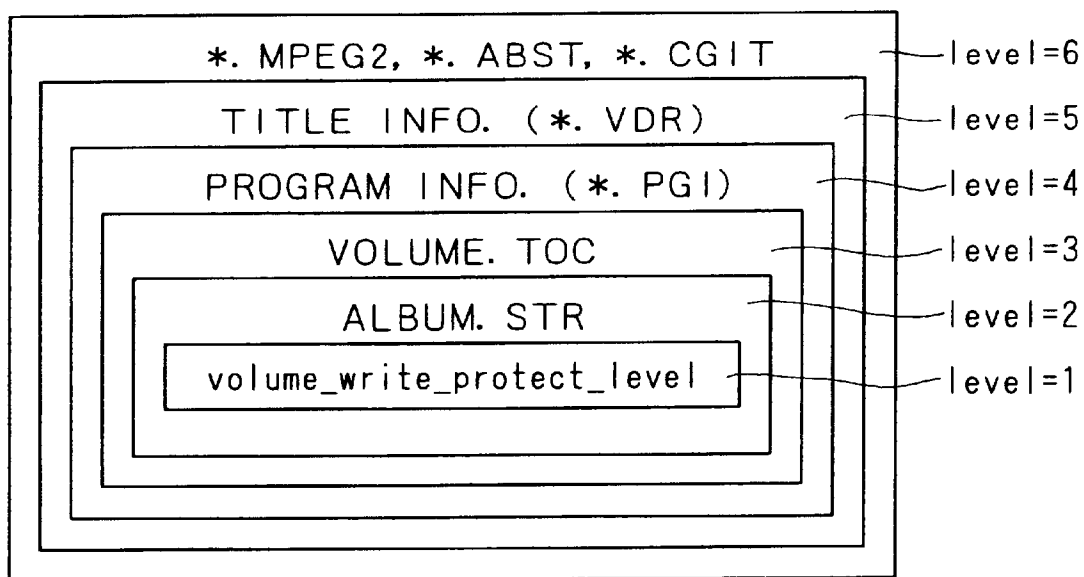 *. MPEG2, *. ABST, *. CGIT level=6
TITLE INFO. (*. VDR) level=5
PROGRAM INFO. (*. PGI) level=4
VOLUME. TOC level=3
ALBUM. STR level=2
volume_write_protect_level level=1